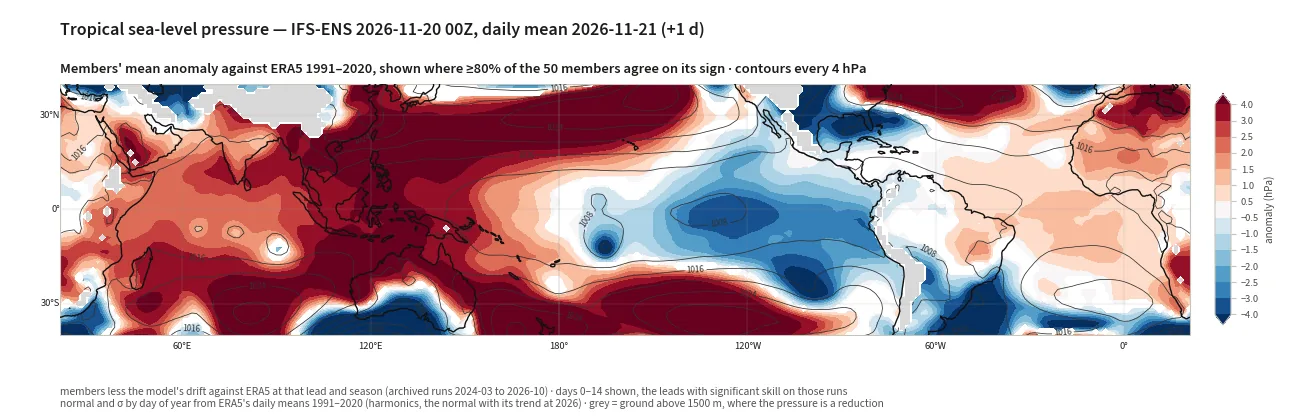 Tropical sea-level pressure — IFS-ENS 2026-11-20 00Z, daily mean 2026-11-21 (+1 d)
Members' mean anomaly against ERA5 1991–2020, shown where ≥80% of the 50 members agree on its sign · contours every 4 hPa
30°N
0°
30°S
60°E
120°E
180°
120°W
60°W
0°
1016
1016
1016
1016
1016
1016
1016
1008
1008
1008
4.0
3.0
2.5
2.0
1.5
1.0
0.5
−0.5
−1.0
−1.5
−2.0
−2.5
−3.0
−4.0
anomaly (hPa)
members less the model's drift against ERA5 at that lead and season (archived runs 2024-03 to 2026-10) · days 0–14 shown, the leads with significant skill on those runs
normal and σ by day of year from ERA5's daily means 1991–2020 (harmonics, the normal with its trend at 2026) · grey = ground above 1500 m, where the pressure is a reduction